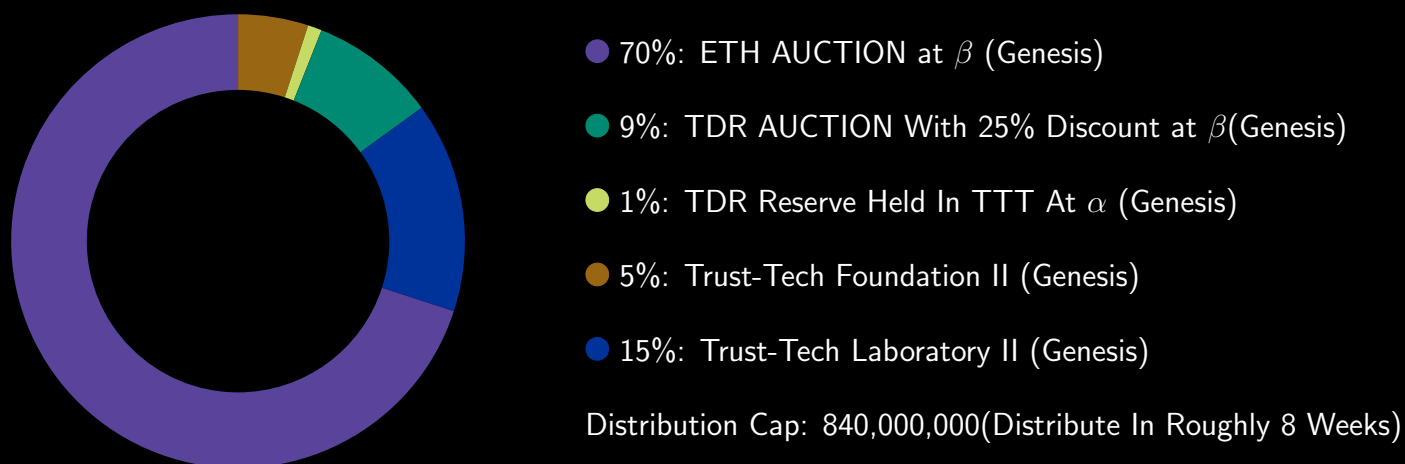 70%: ETH AUCTION at β (Genesis)
9%: TDR AUCTION With 25% Discount at β(Genesis)
1%: TDR Reserve Held In TTT At α (Genesis)
5%: Trust-Tech Foundation II (Genesis)
15%: Trust-Tech Laboratory II (Genesis)
Distribution Cap: 840,000,000(Distribute In Roughly 8 Weeks)